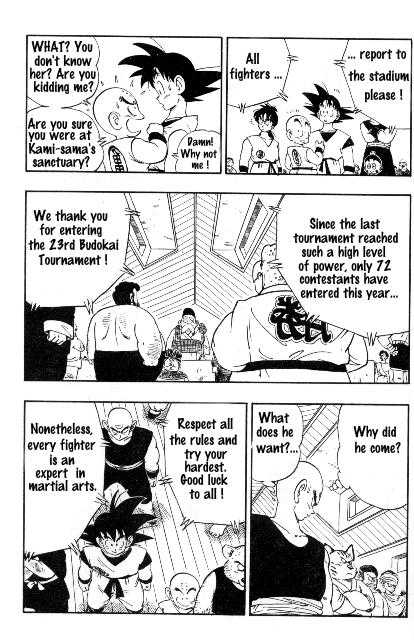 WHAT? You
don't know
her? Are you
kidding me?
Are you sure
you were at
Kami-sama's
sanctuary?
Damn!
Why not
me !
All
fighters ...
... report to
the stadium
please !
We thank you
for entering
the 23rd Budokai
Tournament !
Since the last
tournament reached
such a high level
of power, only 72
contestants have
entered this year...
Nonetheless,
every fighter
is an
expert in
martial arts.
Respect all
the rules and
try your
hardest.
Good luck
to all !
What
does he
want?...
Why did
he come?